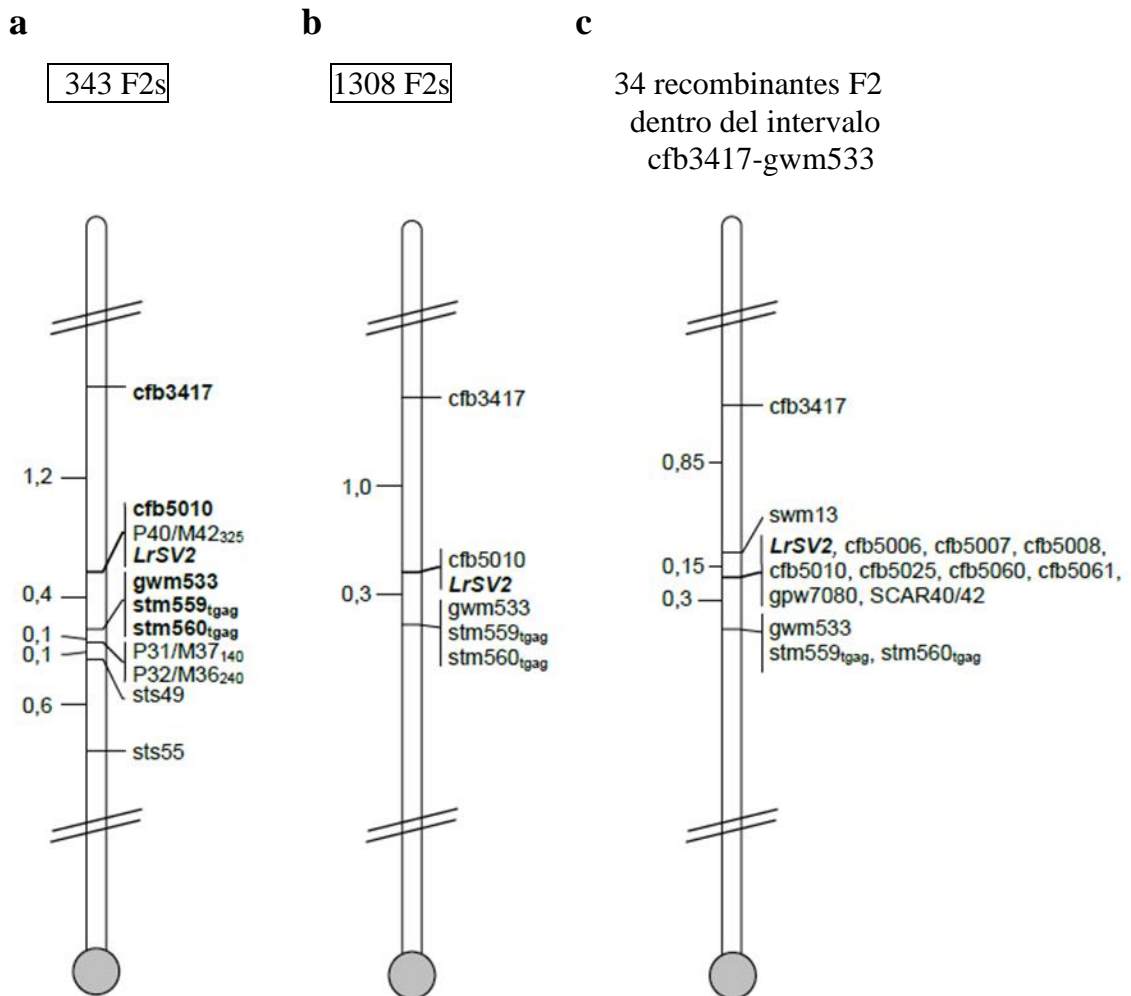 a
343 F2s
cfb3417
1,2
cfb5010
P40/M42325
LrSV2
gwm533
0,4
stm559tgag
stm560tgag
0,1
P31/M37140
0,1
P32/M36240
sts49
0,6
sts55
b
1308 F2s
cfb3417
1,0
cfb5010
LrSV2
0,3
gwm533
stm559tgag
stm560tgag
c
34 recombinantes F2
dentro del intervalo
cfb3417-gwm533
cfb3417
0,85
swm13
LrSV2, cfb5006, cfb5007, cfb5008,
0,15
cfb5010, cfb5025, cfb5060, cfb5061,
0,3
gpw7080, SCAR40/42
gwm533
stm559tgag, stm560tgag